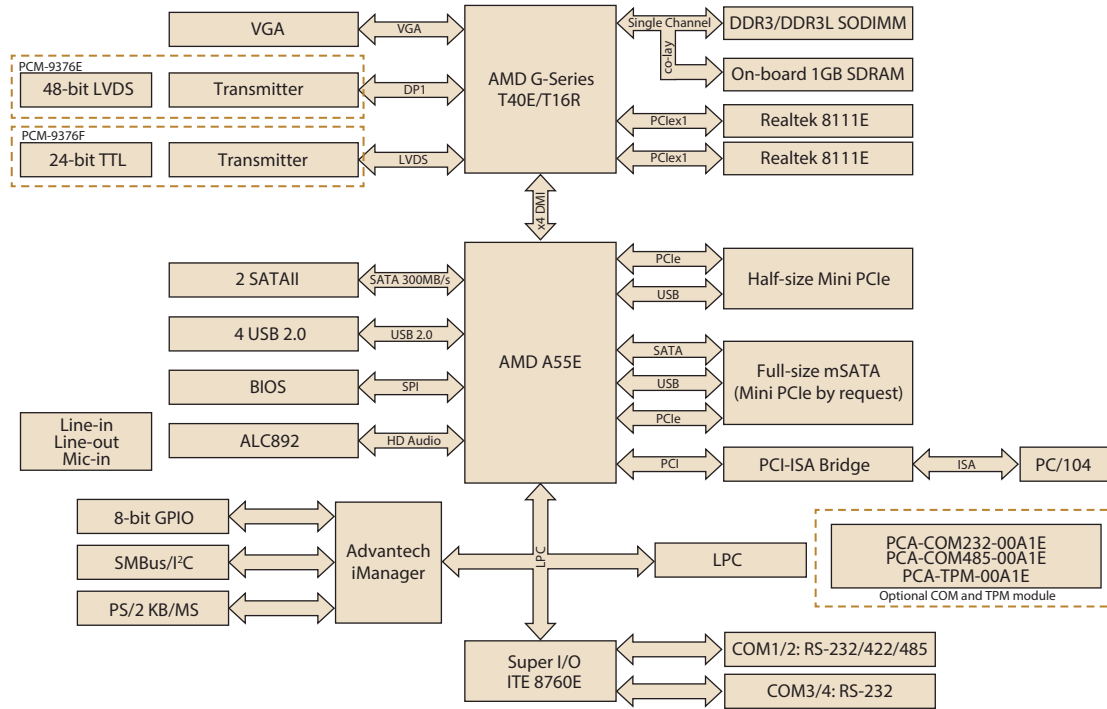 VGA
VGA
AMD G-Series
T40E/T16R
Single Channel
DDR3/DDR3L SODIMM
co-lay
On-board 1GB SDRAM
PCM-9376E
48-bit LVDS
Transmitter
DP1
PCIex1
Realtek 8111E
PCM-9376F
24-bit TTL
Transmitter
LVDS
PCIex1
Realtek 8111E
x4 DMI
2 SATAII
SATA 300MB/s
AMD A55E
PCIe
USB
Half-size Mini PCIe
4 USB 2.0
USB 2.0
SATA
USB
PCIe
Full-size mSATA
(Mini PCIe by request)
BIOS
SPI
Line-in
Line-out
Mic-in
ALC892
HD Audio
PCI
PCI-ISA Bridge
ISA
PC/104
8-bit GPIO
SMBus/I²C
PS/2 KB/MS
Advantech
iManager
LPC
LPC
PCA-COM232-00A1E
PCA-COM485-00A1E
PCA-TPM-00A1E
Optional COM and TPM module
Super I/O
ITE 8760E
COM1/2: RS-232/422/485
COM3/4: RS-232